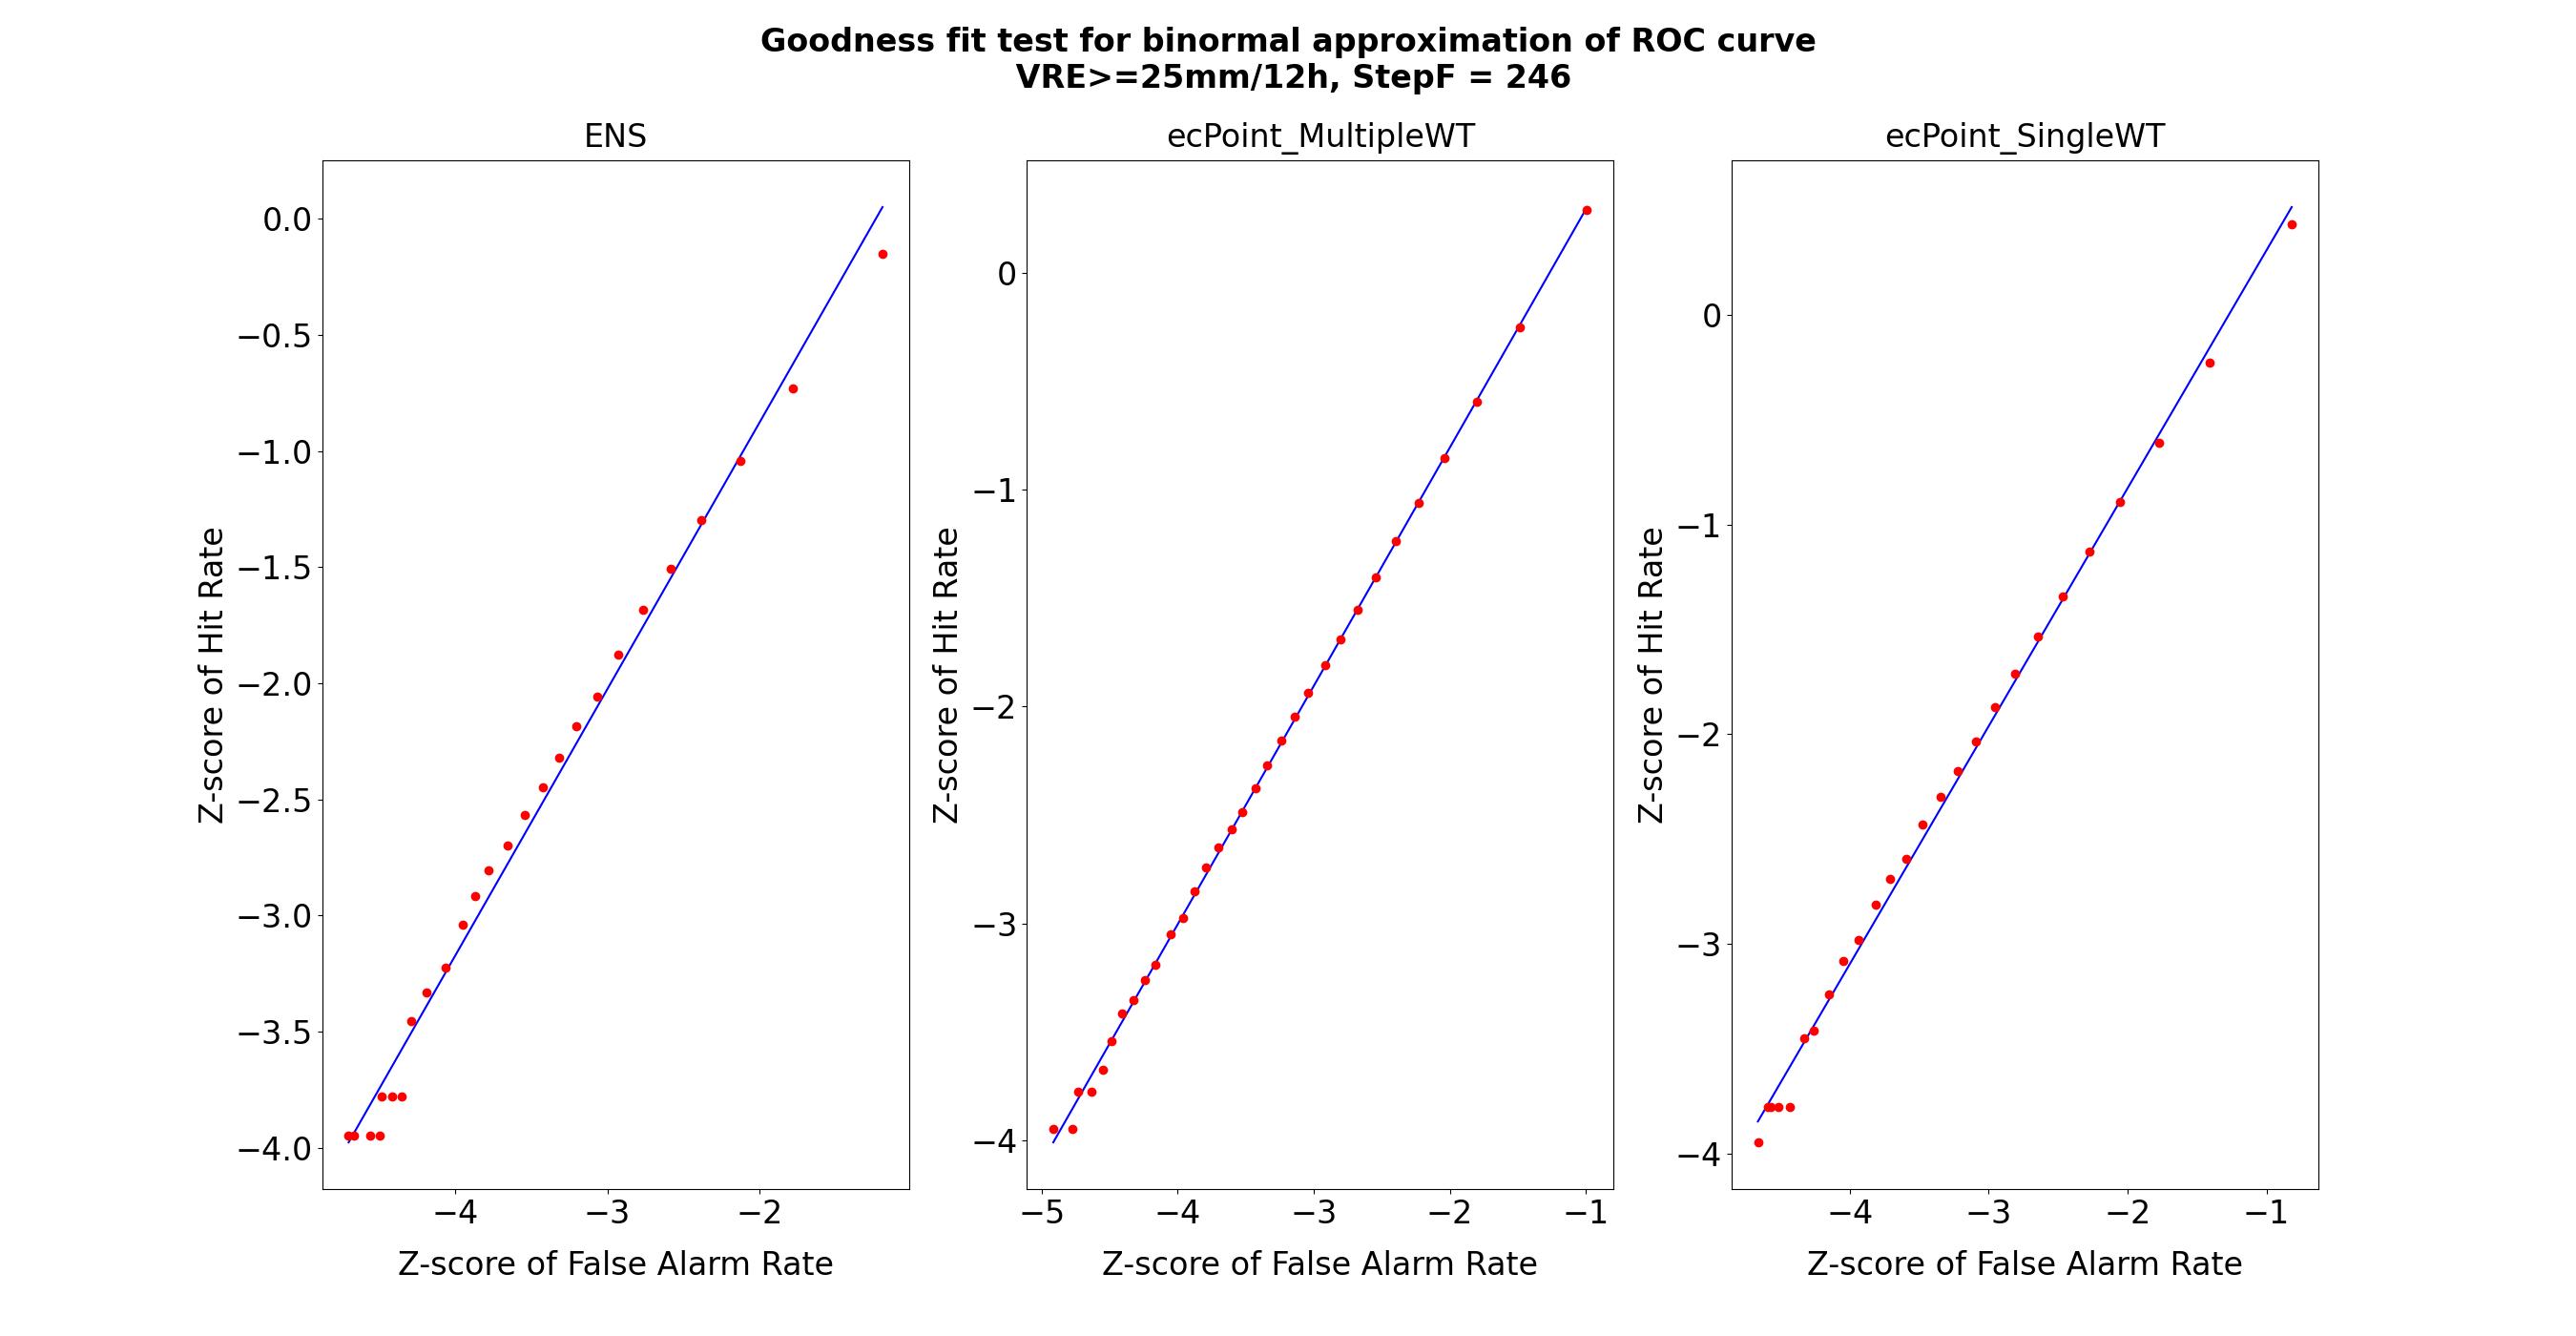 Goodness fit test for binormal approximation of ROC curve
VRE>=25mm/12h, StepF = 246
ENS
0.0
−0.5
−1.0
−1.5
−2.0
−2.5
−3.0
−3.5
−4.0
Z-score of Hit Rate
−4 −3 −2
Z-score of False Alarm Rate
ecPoint_MultipleWT
0
−1
−2
−3
−4
Z-score of Hit Rate
−5 −4 −3 −2 −1
Z-score of False Alarm Rate
ecPoint_SingleWT
0
−1
−2
−3
−4
Z-score of Hit Rate
−4 −3 −2 −1
Z-score of False Alarm Rate